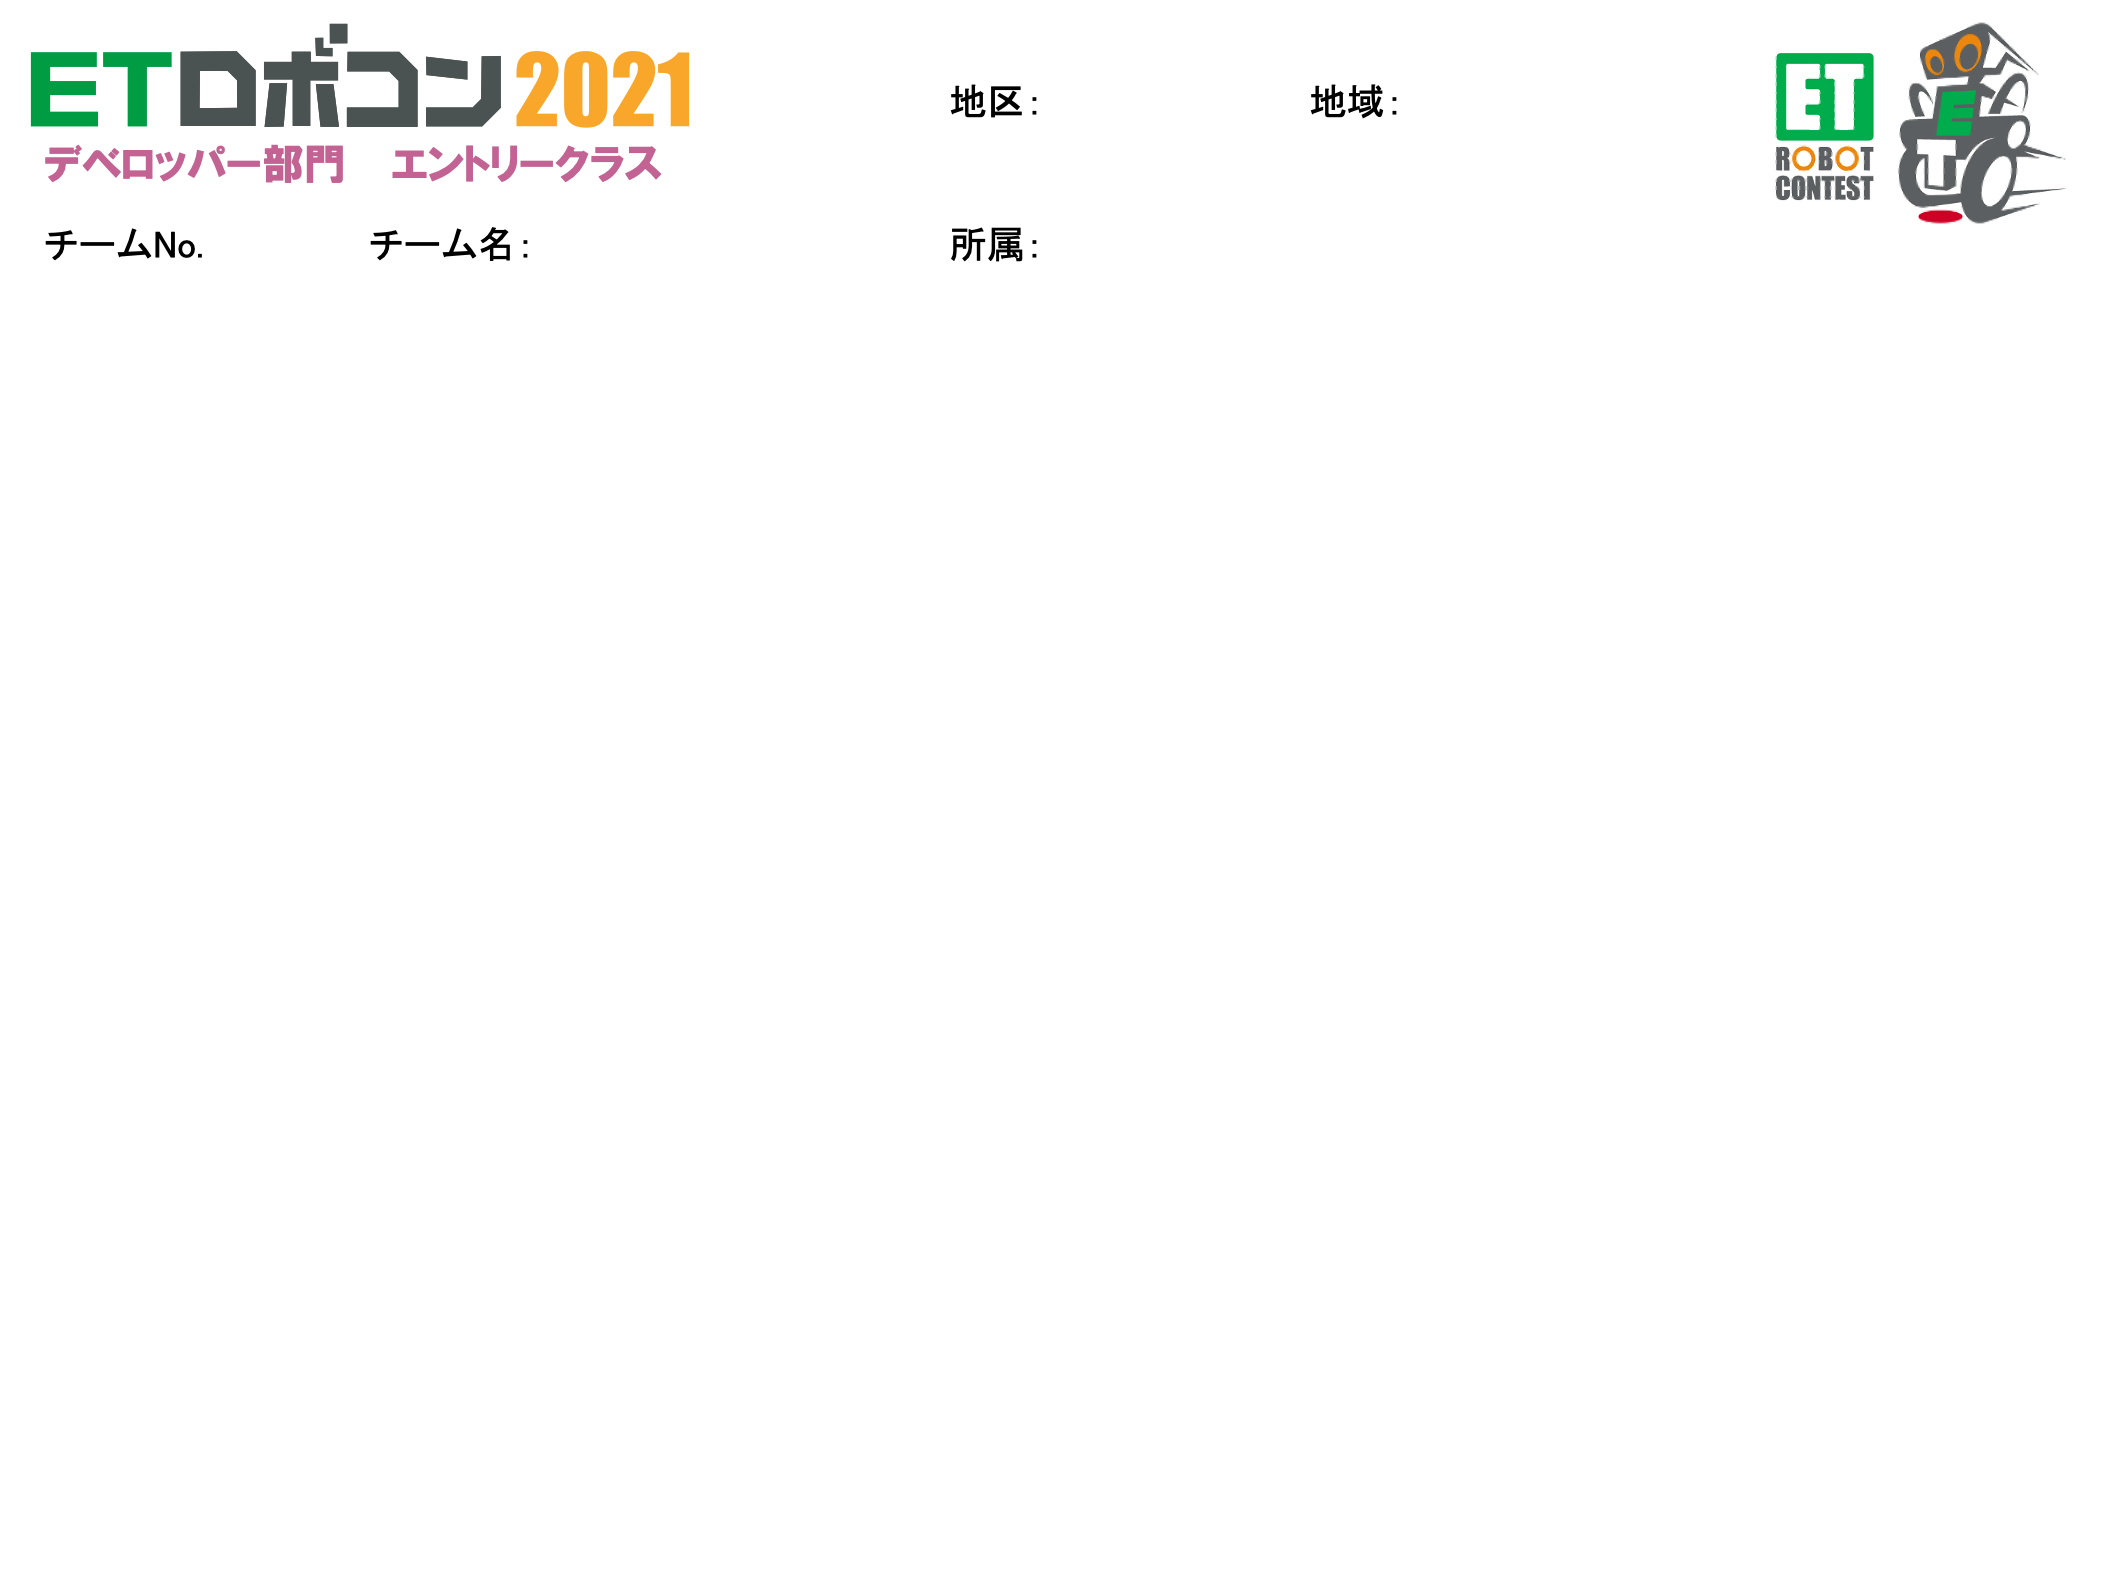 ETロボコン2021
デベロッパー部門　エントリークラス
地区：
地域：
ET
ROBOT
CONTEST
E
T
チームNo.
チーム名：
所属：